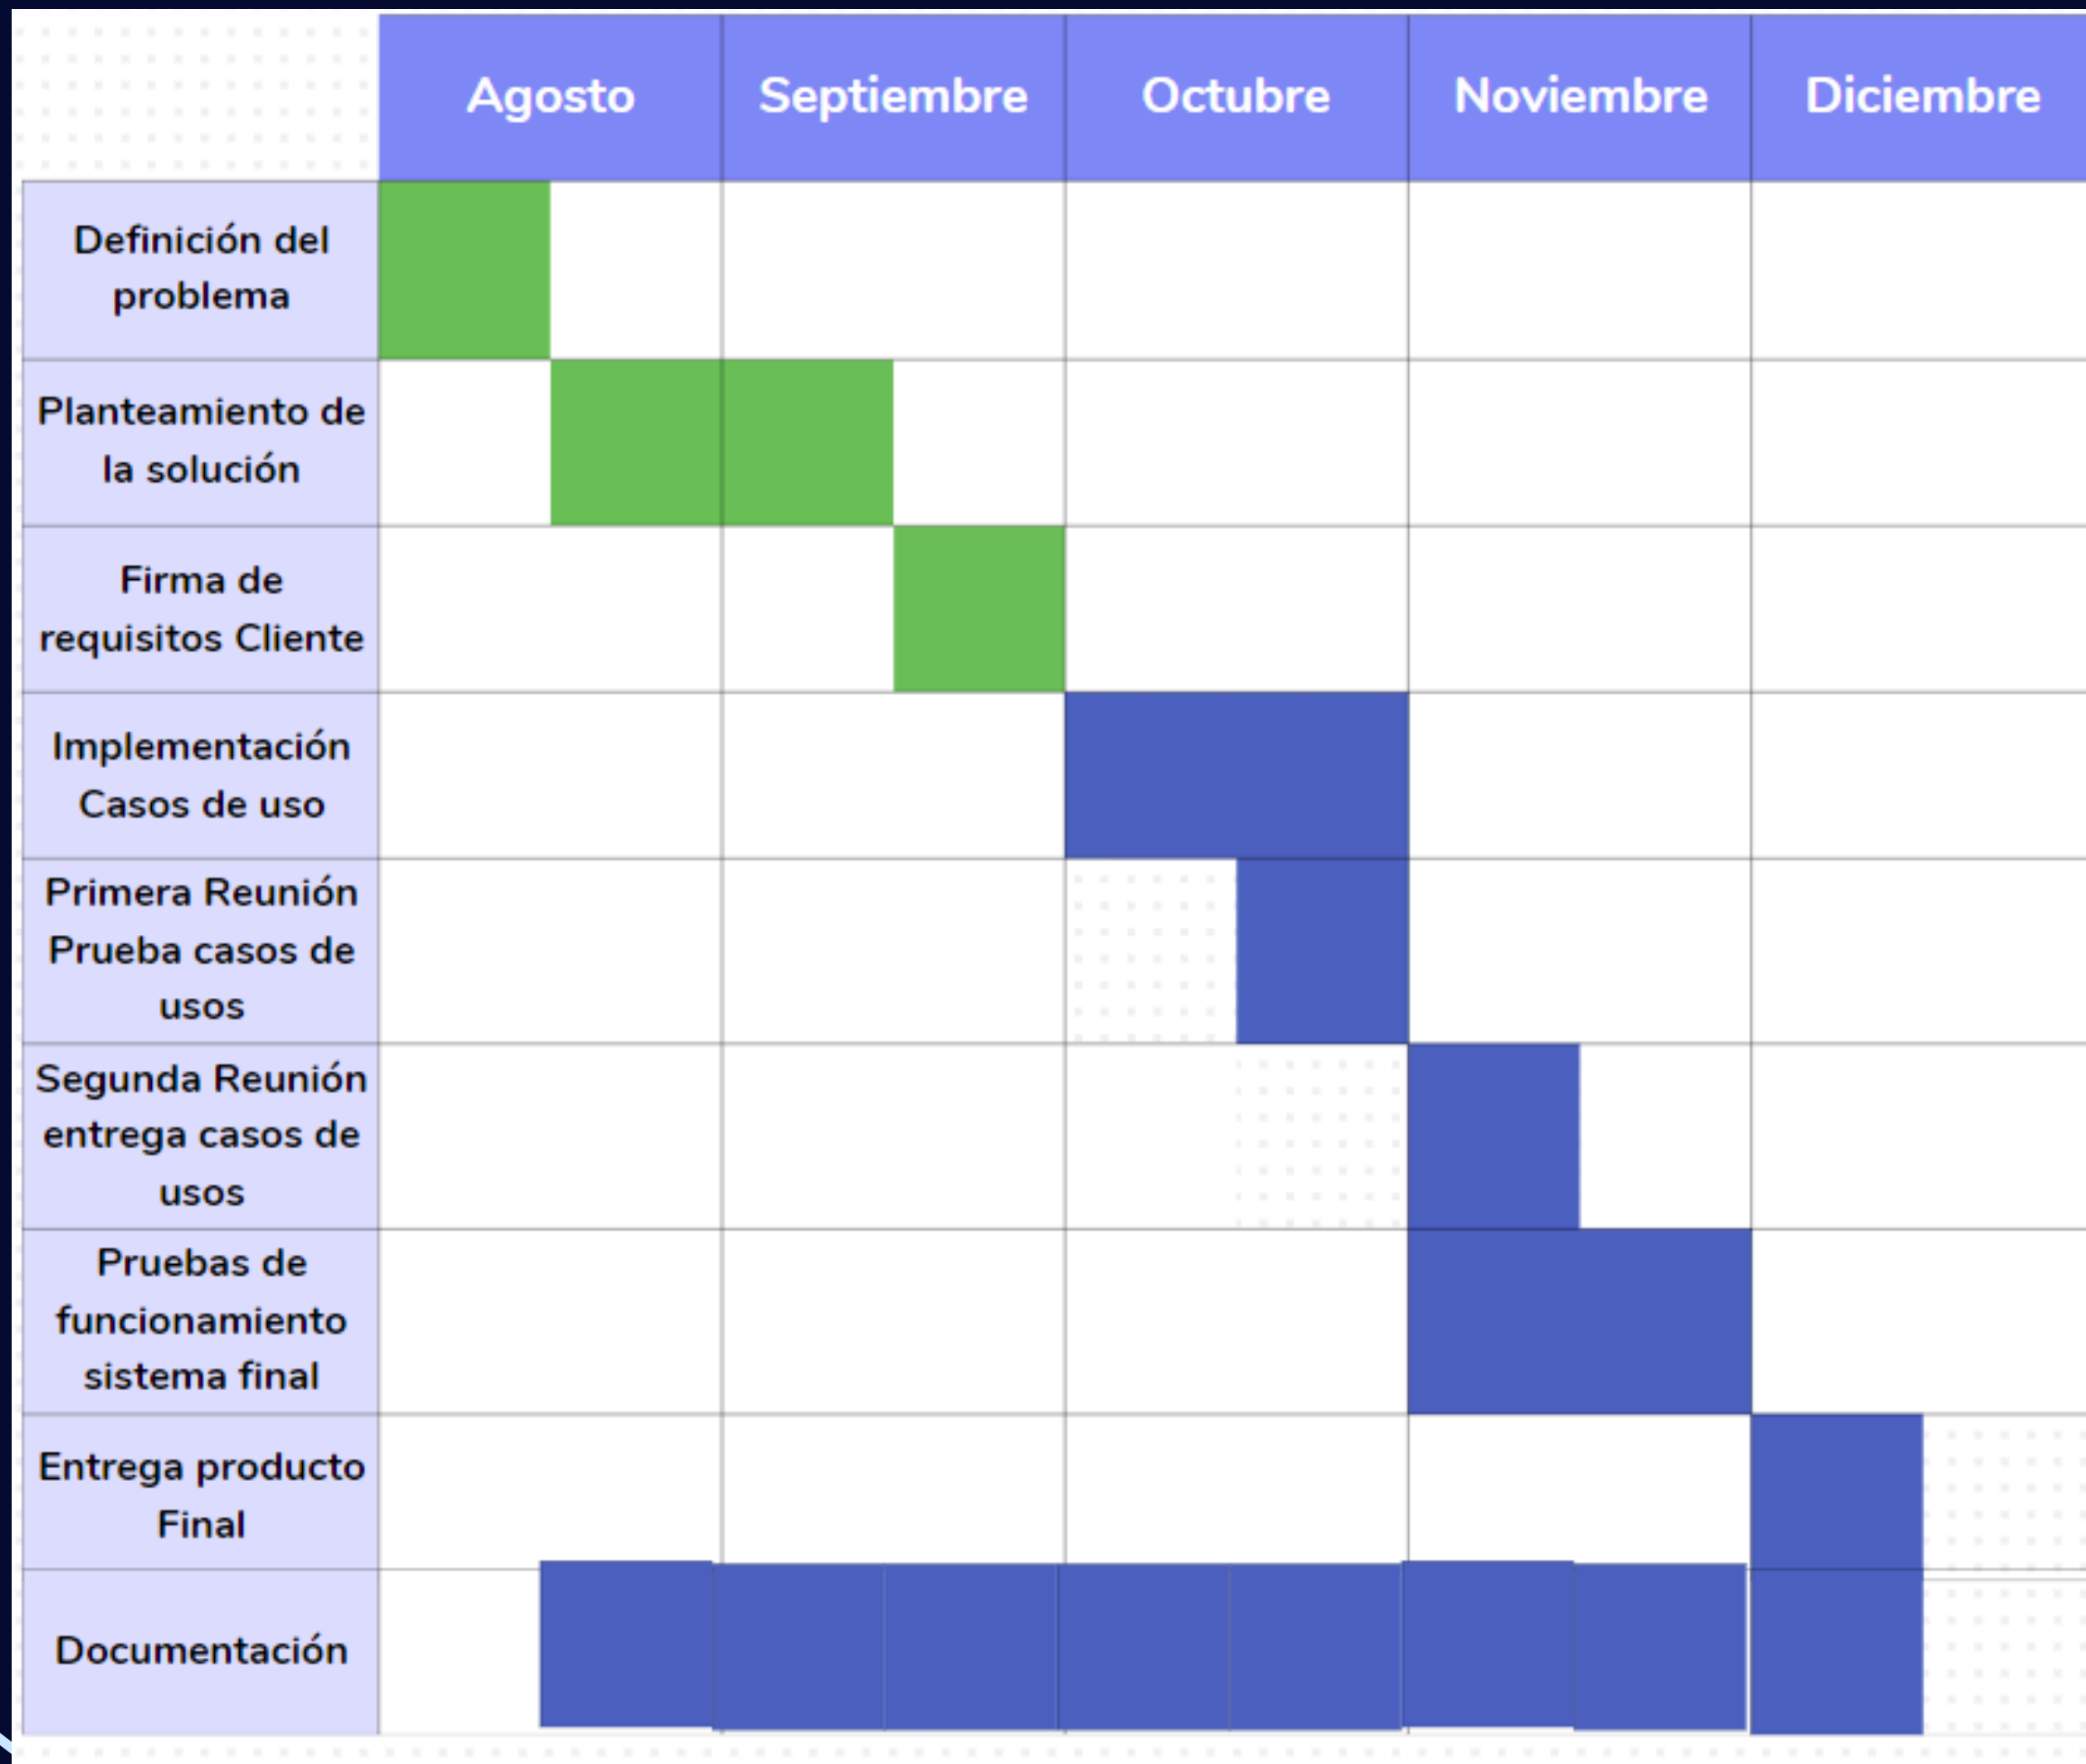 Agosto Septiembre Octubre Noviembre Diciembre
Definición del
problema
Planteamiento de
la solución
Firma de
requisitos Cliente
Implementación
Casos de uso
Primera Reunión
Prueba casos de
usos
Segunda Reunión
entrega casos de
usos
Pruebas de
funcionamiento
sistema final
Entrega producto
Final
Documentación